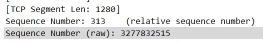 [TCP Segment Len: 1280]
Sequence Number: 313    (relative sequence number)
Sequence Number (raw): 3277832515